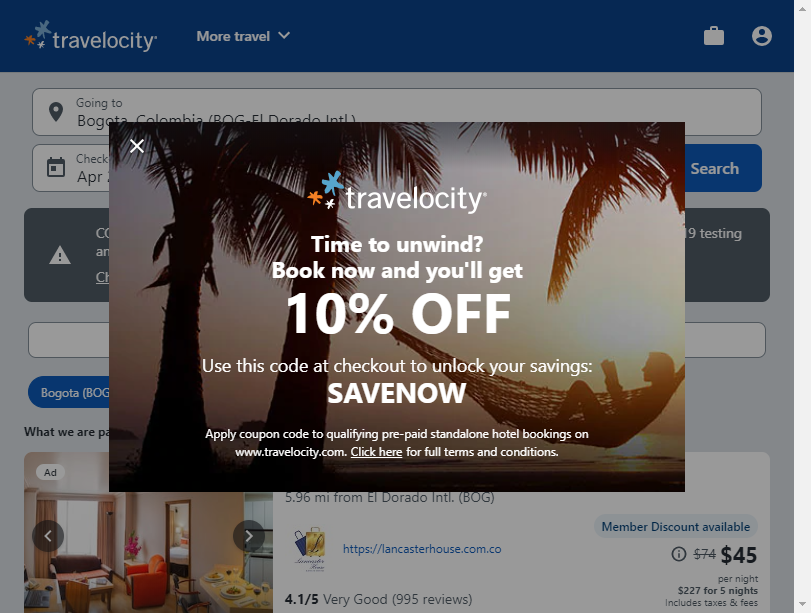 travelocity
More travel
Going to
Bogota, Colombia (BOG-El Dorado Intl.)
Check
Apr
Search
19 testing
travelocity
Time to unwind?
Book now and you'll get
10% OFF
Use this code at checkout to unlock your savings:
SAVENOW
Apply coupon code to qualifying pre-paid standalone hotel bookings on
www.travelocity.com. Click here for full terms and conditions.
Bogota (BOG
What we are pa
Ad
5.96 mi from El Dorado Intl. (BOG)
https://lancasterhouse.com.co
Member Discount available
$74 $45
per night
$227 for 5 nights
Includes taxes & fees
4.1/5 Very Good (995 reviews)